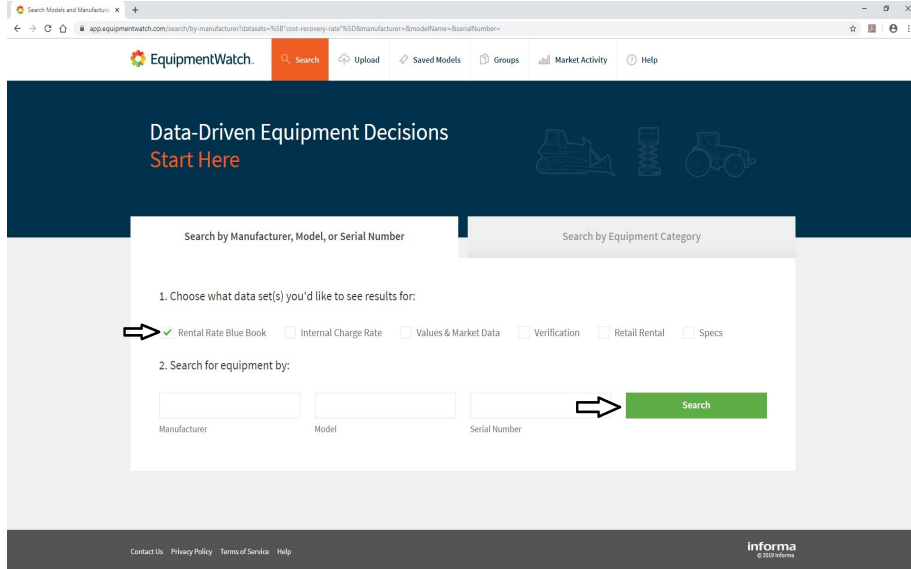 Search Models and Manufacturer
app.equipmentwatch.com/search/by-manufacturer?datasets=%5B"cost-recovery-rate"%5D&manufacturer=&modelName=&serialNumber=
EquipmentWatch. Search Upload Saved Models Groups Market Activity Help
Data-Driven Equipment Decisions
Start Here
Search by Manufacturer, Model, or Serial Number Search by Equipment Category
1. Choose what data set(s) you'd like to see results for:
Rental Rate Blue Book Internal Charge Rate Values & Market Data Verification Retail Rental Specs
2. Search for equipment by:
Search
Manufacturer Model Serial Number
Contact Us Privacy Policy Terms of Service Help informa
© 2019 Informa